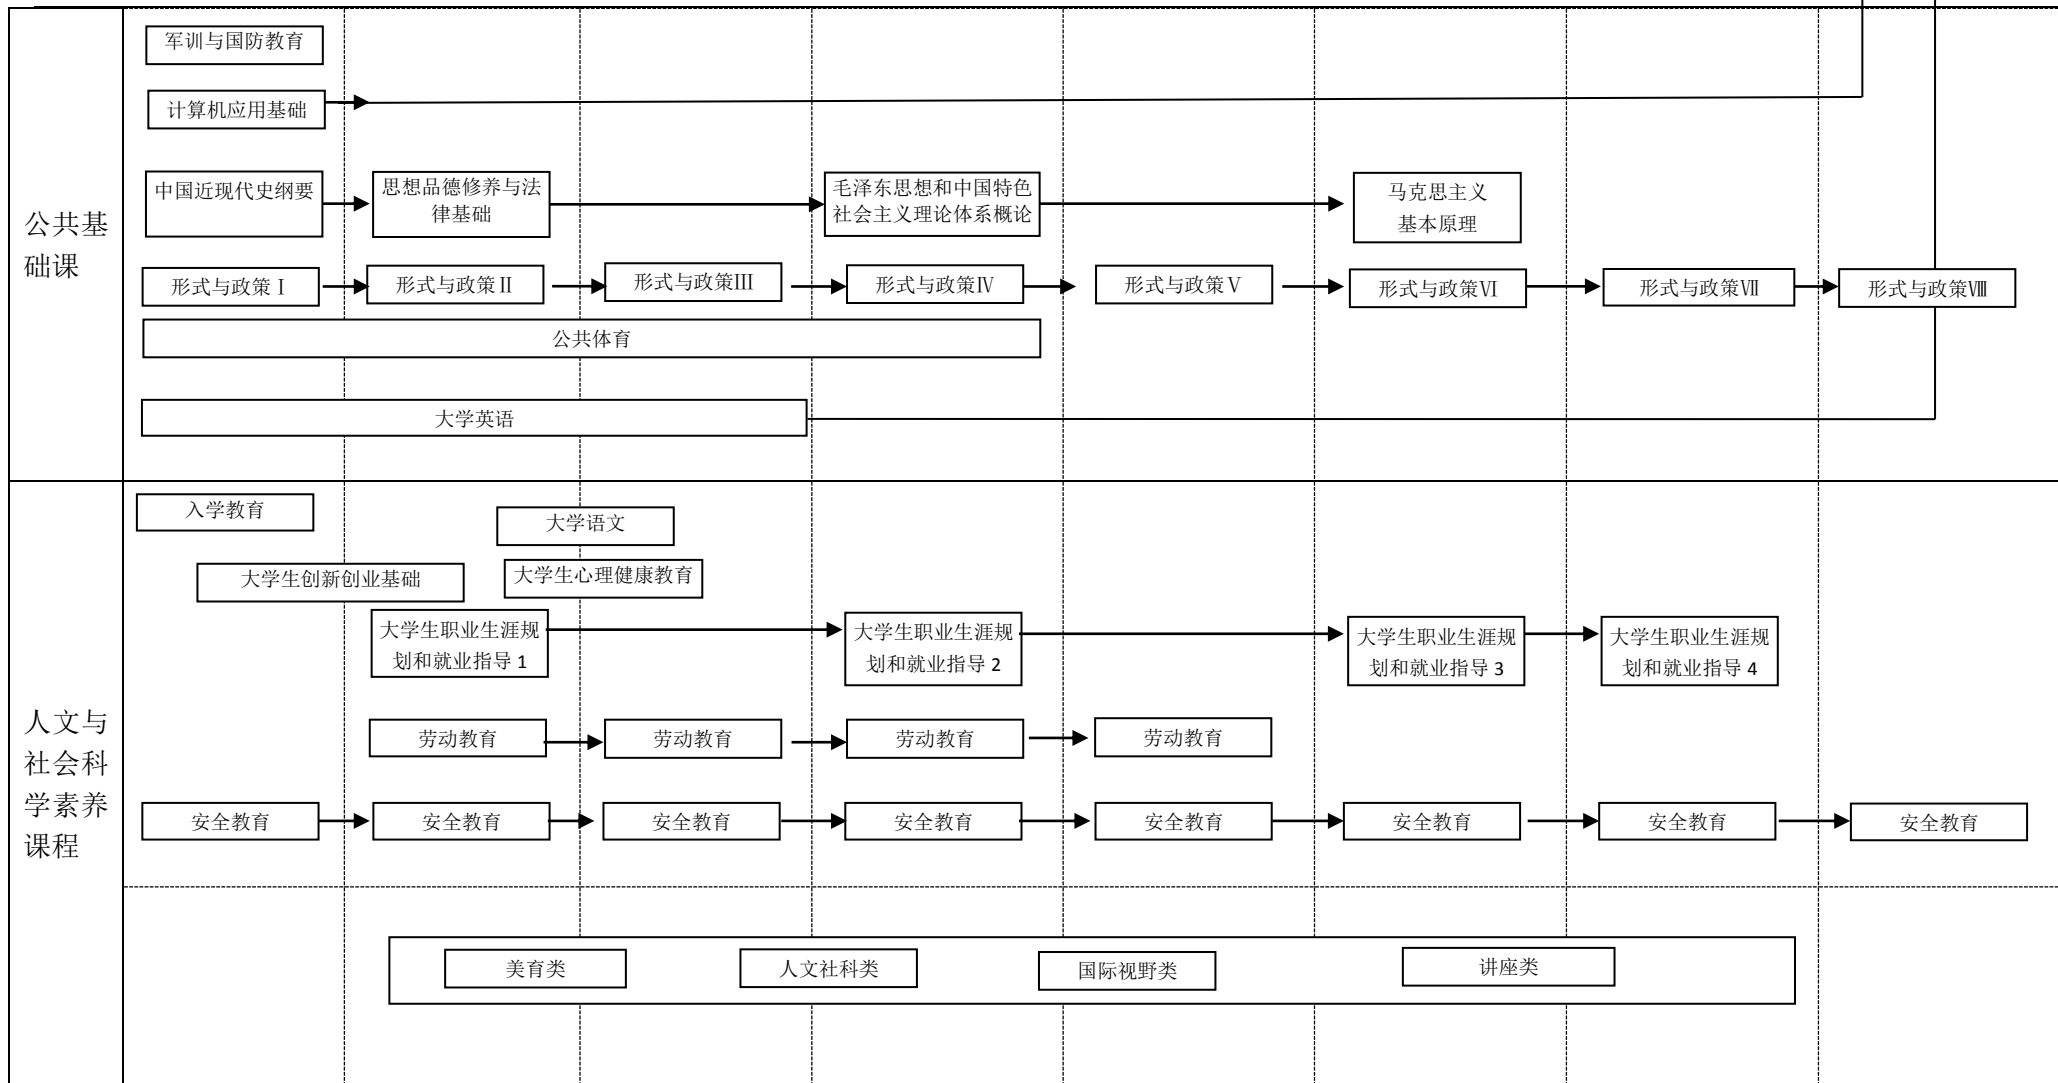 公共基
础课
军训与国防教育
计算机应用基础
中国近现代史纲要
思想品德修养与法
律基础
毛泽东思想和中国特色
社会主义理论体系概论
马克思主义
基本原理
形式与政策Ⅰ
形式与政策Ⅱ
形式与政策Ⅲ
形式与政策Ⅳ
形式与政策Ⅴ
形式与政策Ⅵ
形式与政策Ⅶ
形式与政策Ⅷ
公共体育
大学英语
人文与
社会科
学素养
课程
入学教育
大学语文
大学生创新创业基础
大学生心理健康教育
大学生职业生涯规
划和就业指导 1
大学生职业生涯规
划和就业指导 2
大学生职业生涯规
划和就业指导 3
大学生职业生涯规
划和就业指导 4
劳动教育
劳动教育
劳动教育
劳动教育
安全教育
安全教育
安全教育
安全教育
安全教育
安全教育
安全教育
安全教育
美育类
人文社科类
国际视野类
讲座类